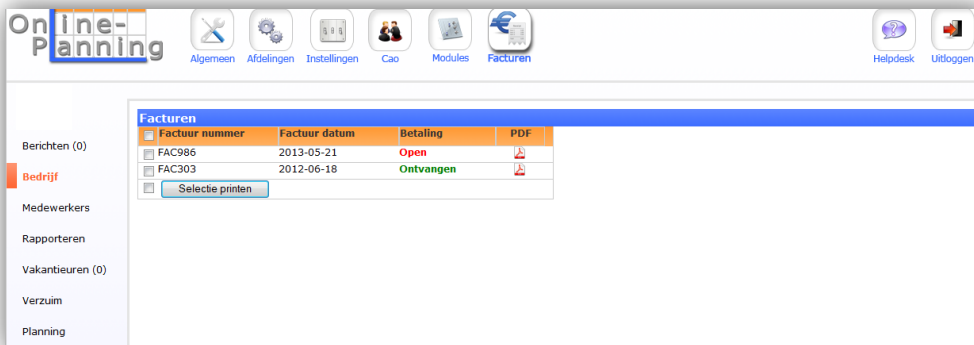 Online-
Planning
Algemeen Afdelingen Instellingen Cao Modules Facturen
Helpdesk Uitloggen
Berichten (0)
Bedrijf
Medewerkers
Rapporteren
Vakantieuren (0)
Verzuim
Planning
Facturen
Factuur nummer Factuur datum Betaling PDF
FAC986 2013-05-21 Open
FAC303 2012-06-18 Ontvangen
Selectie printen